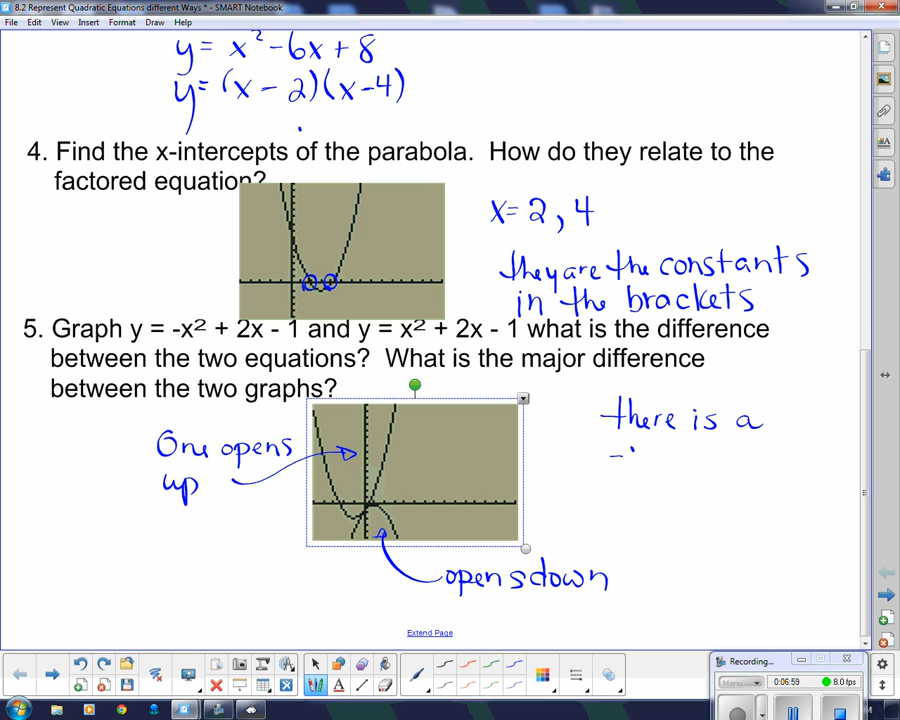 8.2 Represent Quadratic Equations different Ways * - SMART Notebook
File Edit View Insert Format Draw Help
y = x² - 6x + 8
y = (x - 2)(x - 4)
4. Find the x-intercepts of the parabola. How do they relate to the
factored equation?
x = 2, 4
they are the constants
in the brackets
5. Graph y = -x² + 2x - 1 and y = x² + 2x - 1 what is the difference
between the two equations? What is the major difference
between the two graphs?
One opens
up
there is a
opens down
Extend Page
Recording...
Menu
0:06:59
8.0 fps